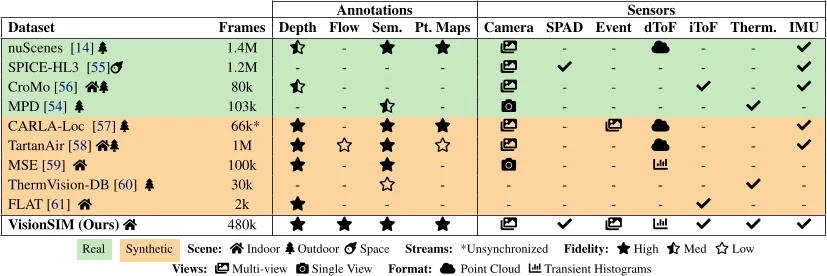 Annotations Sensors
Dataset Frames Depth Flow Sem. Pt. Maps Camera SPAD Event dToF iToF Therm. IMU
nuScenes [14] 1.4M - - -  - -
SPICE-HL3 [55] 1.2M - - - - - - - -
CroMo [56] 80k - - - - - - -
MPD [54] 103k - - - - - - - -
CARLA-Loc [57] 66k* - - - -
TartanAir [58] 1M - - - -
MSE [59] 100k - - - - - - -
ThermVision-DB [60] 30k - - - - - - - - -
FLAT [61] 2k - - - - - - - - -
VisionSIM (Ours) 480k
Real Synthetic Scene: Indoor Outdoor Space Streams: *Unsynchronized Fidelity: High Med Low
Views: Multi-view Single View Format: Point Cloud Transient Histograms